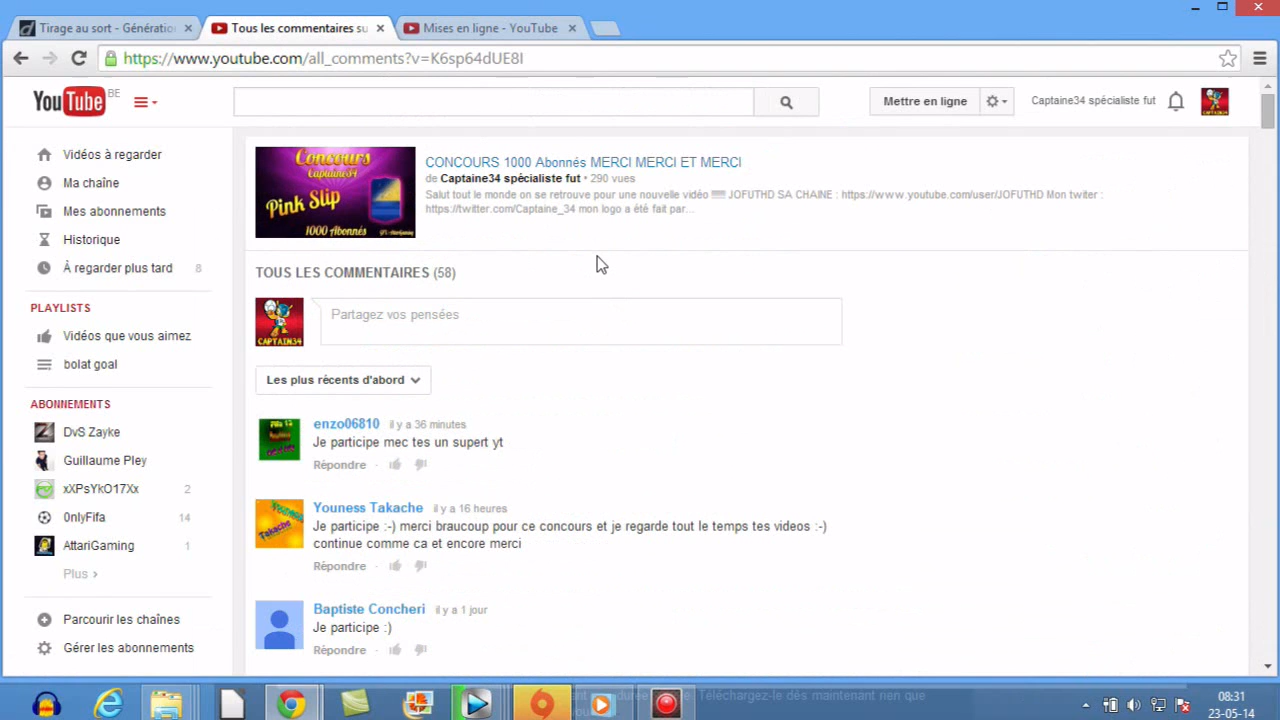 Tirage au sort - Génération
Tous les commentaires su
Mises en ligne - YouTube
https://www.youtube.com/all_comments?v=K6sp64dUE8I
YouTube BE
Mettre en ligne
Captaine34 spécialiste fut
Vidéos à regarder
Ma chaîne
Mes abonnements
Historique
À regarder plus tard 8
PLAYLISTS
Vidéos que vous aimez
bolat goal
ABONNEMENTS
DvS Zayke
Guillaume Pley
xXPsYkO17Xx 2
0nlyFifa 14
AttariGaming 1
Plus ›
Parcourir les chaînes
Gérer les abonnements
Concours
Captaine34
Pink Slip
1000 Abonnés
CONCOURS 1000 Abonnés MERCI MERCI ET MERCI
de Captaine34 spécialiste fut • 290 vues
Salut tout le monde on se retrouve pour une nouvelle vidéo JOFUTHD SA CHAINE : https://www.youtube.com/user/JOFUTHD Mon twiter :
https://twitter.com/Captaine_34 mon logo a été fait par...
TOUS LES COMMENTAIRES (58)
CAPTAIN34
Partagez vos pensées
Les plus récents d'abord
enzo06810 il y a 36 minutes
Je participe mec tes un supert yt
Répondre
Youness Takache il y a 16 heures
Je participe :-) merci braucoup pour ce concours et je regarde tout le temps tes videos :-)
continue comme ca et encore merci
Répondre
Baptiste Concheri il y a 1 jour
Je participe :)
Répondre
Téléchargez-le dès maintenant rien que
08:31
23-05-14